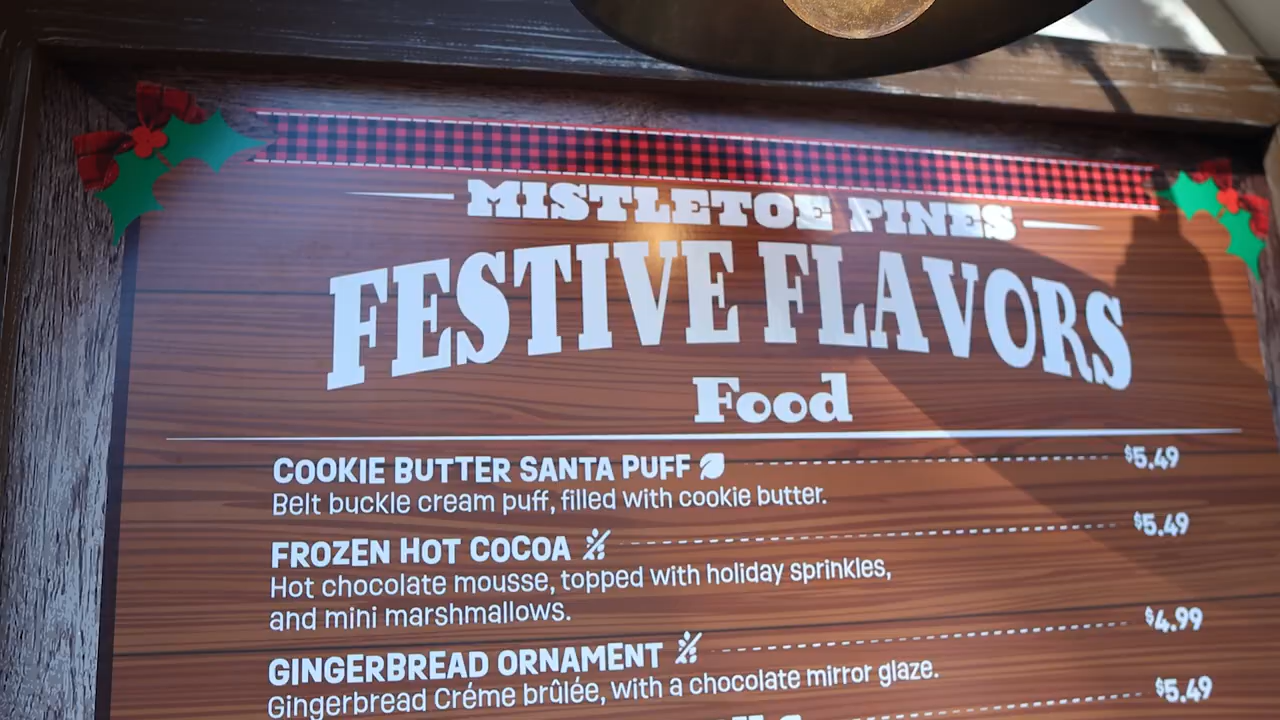 MISTLETOE PINES
FESTIVE FLAVORS
Food
COOKIE BUTTER SANTA PUFF $5.49
Belt buckle cream puff, filled with cookie butter.
FROZEN HOT COCOA $5.49
Hot chocolate mousse, topped with holiday sprinkles,
and mini marshmallows.
GINGERBREAD ORNAMENT $4.99
Gingerbread Créme brûlée, with a chocolate mirror glaze.
$5.49